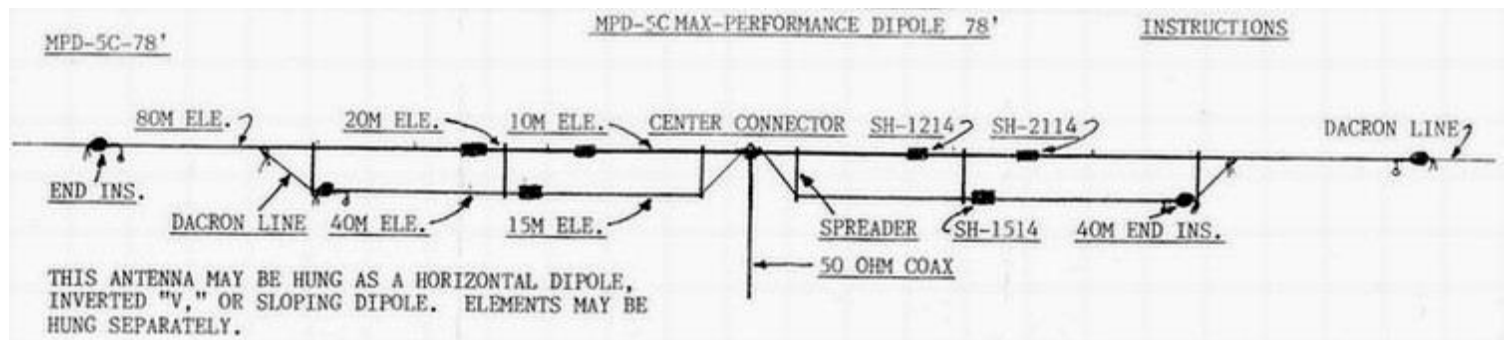 MPD-5C MAX-PERFORMANCE DIPOLE 78'
INSTRUCTIONS
MPD-5C-78'
80M ELE.
20M ELE.
10M ELE.
CENTER CONNECTOR
SH-1214
SH-2114
DACRON LINE
END INS.
DACRON LINE
40M ELE.
15M ELE.
SPREADER
SH-1514
40M END INS.
50 OHM COAX
THIS ANTENNA MAY BE HUNG AS A HORIZONTAL DIPOLE,
INVERTED "V," OR SLOPING DIPOLE. ELEMENTS MAY BE
HUNG SEPARATELY.